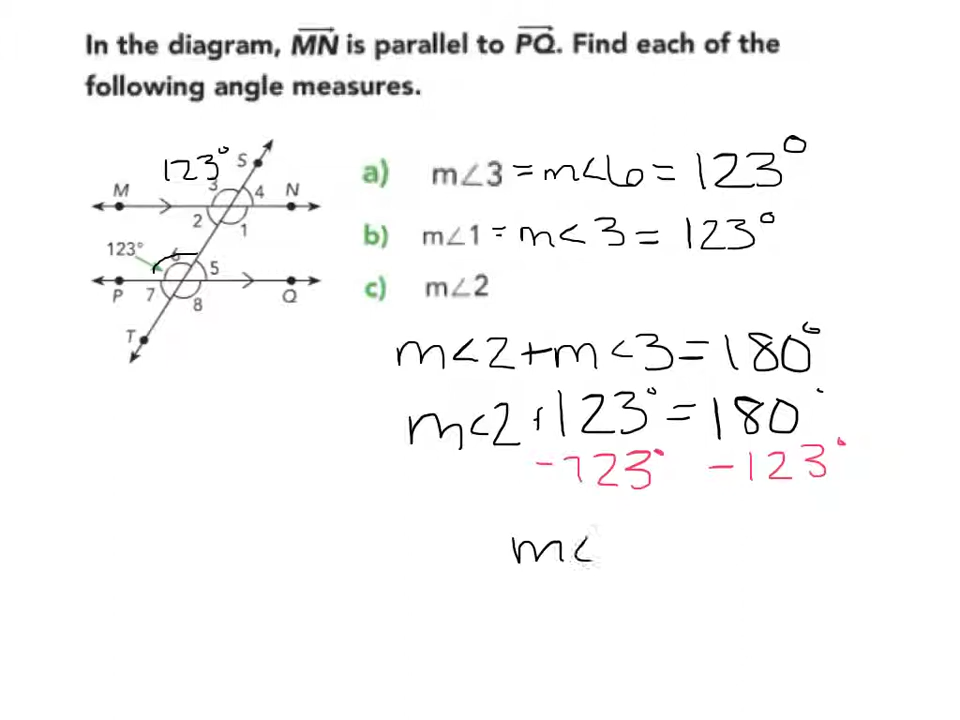 In the diagram, MN is parallel to PQ. Find each of the
following angle measures.
123° S
3 4
M N
2 1
123° 6 5
P 7 8 Q
T
a) m∠3 = m<6 = 123°
b) m∠1 = m<3 = 123°
c) m∠2
m<2+m<3=180°
m<2+123°=180°
-123° -123°
m<